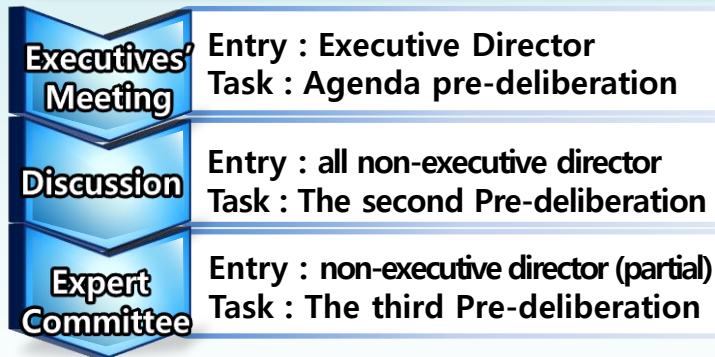 Executives'
Meeting
Entry : Executive Director
Task : Agenda pre-deliberation
Discussion
Entry : all non-executive director
Task : The second Pre-deliberation
Expert
Committee
Entry : non-executive director (partial)
Task : The third Pre-deliberation